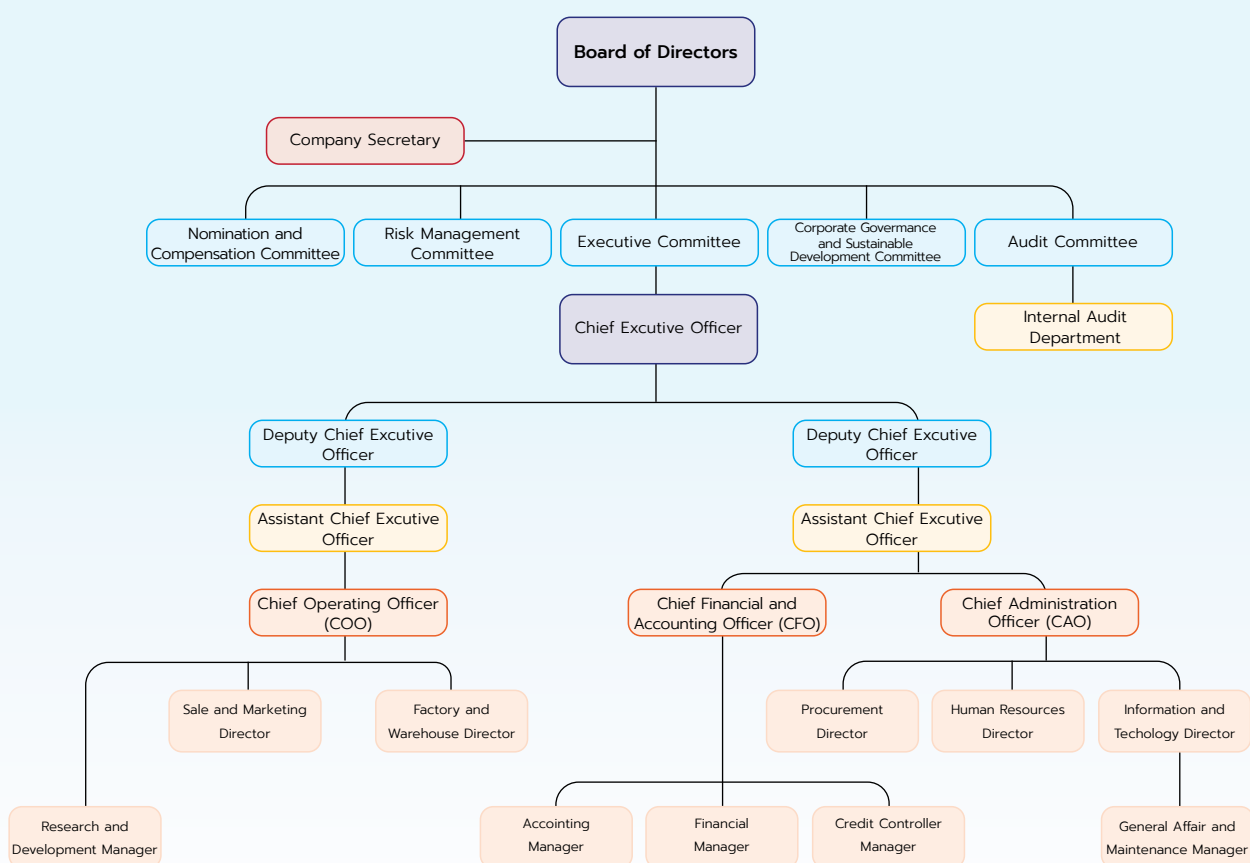 Board of Directors
Company Secretary
Nomination and
Compensation Committee
Risk Management
Committee
Executive Committee
Corporate Governance
and Sustainable
Development Committee
Audit Committee
Internal Audit
Department
Chief Excutive Officer
Deputy Chief Excutive
Officer
Deputy Chief Excutive
Officer
Assistant Chief Excutive
Officer
Assistant Chief Excutive
Officer
Chief Operating Officer
(COO)
Chief Financial and
Accounting Officer (CFO)
Chief Administration
Officer (CAO)
Sale and Marketing
Director
Factory and
Warehouse Director
Procurement
Director
Human Resources
Director
Information and
Techology Director
Research and
Development Manager
Accointing
Manager
Financial
Manager
Credit Controller
Manager
General Affair and
Maintenance Manager